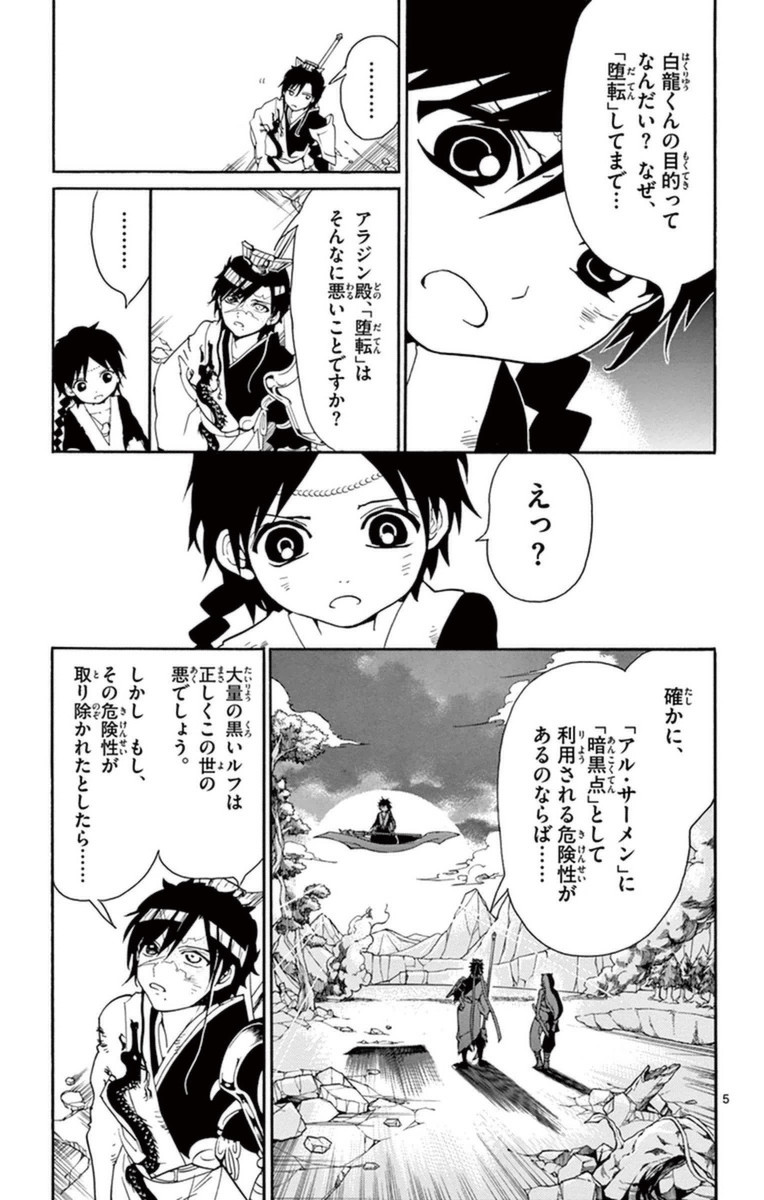 白龍くんの目的って
なんだい？ なぜ、
「堕転」してまで…
………
アラジン殿、「堕転」は
そんなに悪いことですか？
………
えっ？
確かに、
「アル・サーメン」に
「暗黒点」として
利用される危険性が
あるのならば……
大量の黒いルフは
正しくこの世の
悪でしょう。
しかし もし、
その危険性が
取り除かれたとしたら……
5